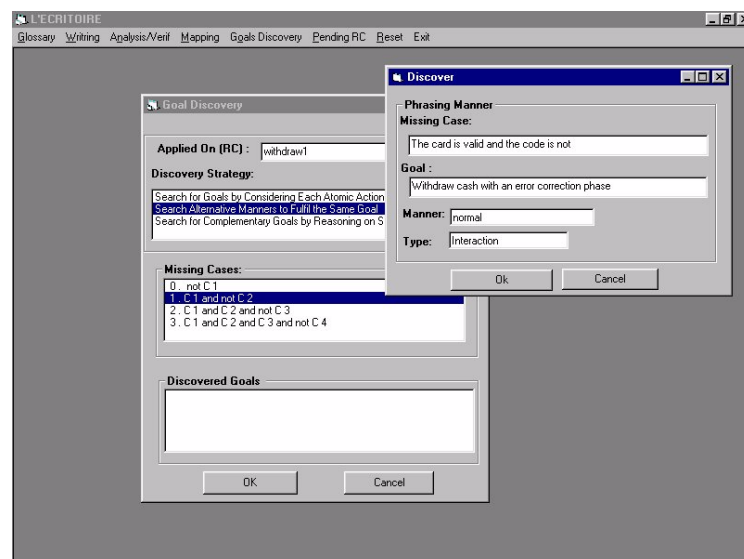 L'ECRITOIRE
Glossary Writring Analysis/Verif Mapping Goals Discovery Pending RC Reset Exit
Goal Discovery
Applied On (RC) : withdraw1
Discovery Strategy:
Search for Goals by Considering Each Atomic Action
Search Alternative Manners to Fulfil the Same Goal
Search for Complementary Goals by Reasoning on S
Missing Cases:
0 . not C 1
1 . C 1 and not C 2
2 . C 1 and C 2 and not C 3
3 . C 1 and C 2 and C 3 and not C 4
Discovered Goals
OK Cancel
Discover
Phrasing Manner
Missing Case:
The card is valid and the code is not
Goal :
Withdraw cash with an error correction phase
Manner: normal
Type: Interaction
Ok Cancel